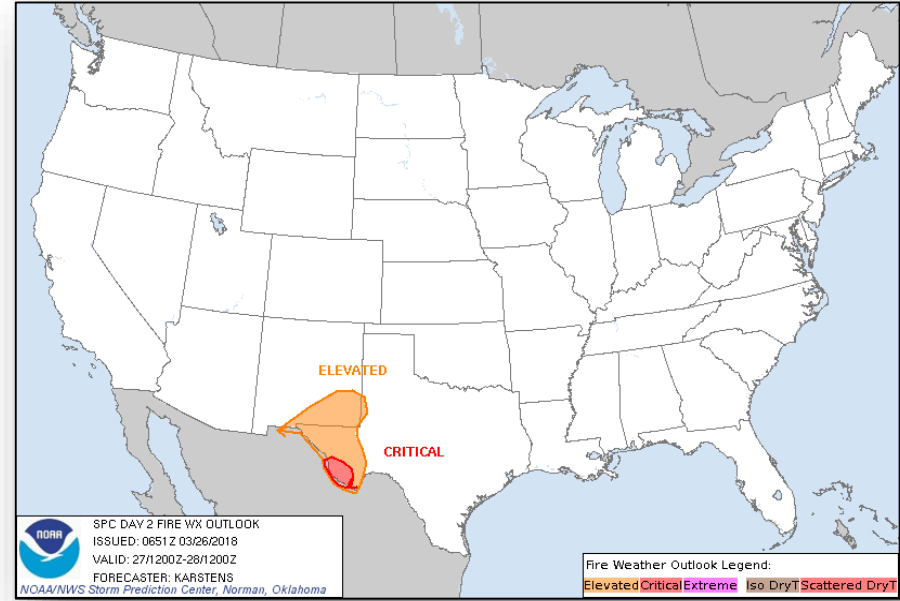 ELEVATED
CRITICAL
NOAA
SPC DAY 2 FIRE WX OUTLOOK
ISSUED: 0651Z 03/26/2018
VALID: 27/1200Z-28/1200Z
FORECASTER: KARSTENS
NOAA/NWS Storm Prediction Center, Norman, Oklahoma
Fire Weather Outlook Legend:
Elevated Critical Extreme Iso DryT Scattered DryT